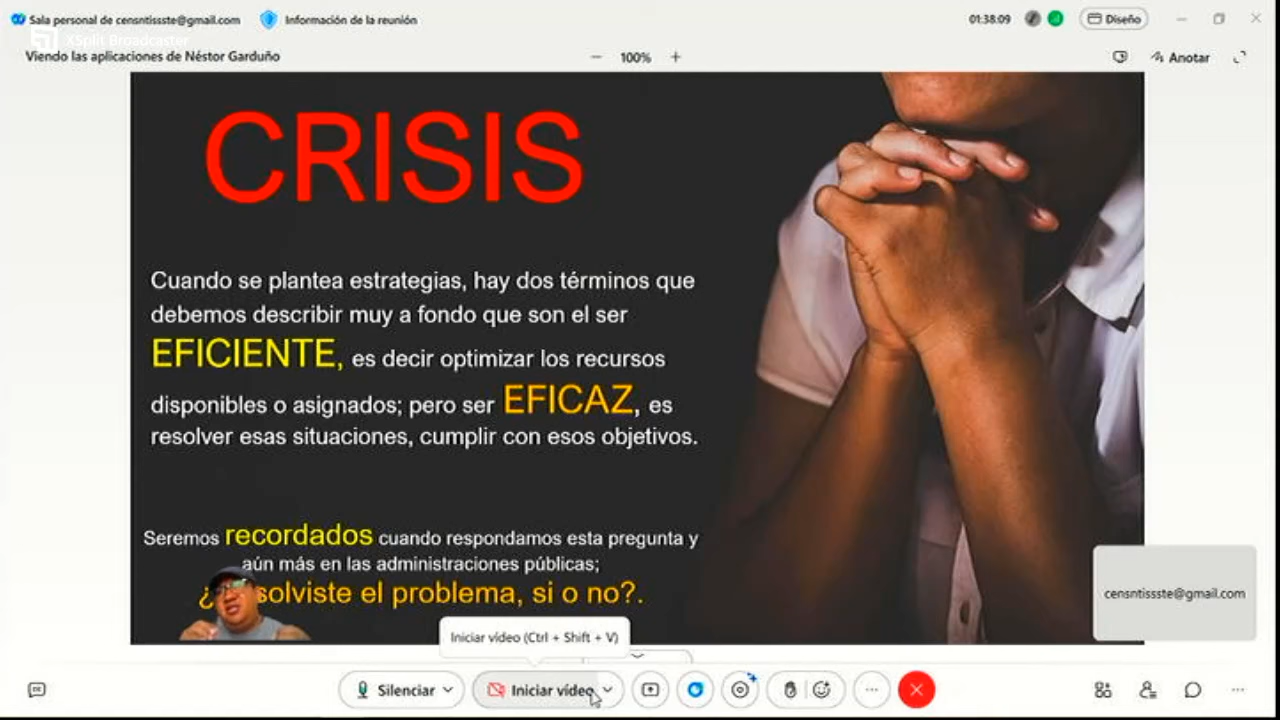 Sala personal de censntissste@gmail.com
Información de la reunión
01:38:09
Diseño
XSplit Broadcaster
Viendo las aplicaciones de Néstor Garduño
100%
Anotar
CRISIS
Cuando se plantea estrategias, hay dos términos que
debemos describir muy a fondo que son el ser
EFICIENTE, es decir optimizar los recursos
disponibles o asignados; pero ser EFICAZ, es
resolver esas situaciones, cumplir con esos objetivos.
Seremos recordados cuando respondamos esta pregunta y
aún más en las administraciones públicas;
¿ solviste el problema, si o no?.
censntissste@gmail.com
Iniciar vídeo (Ctrl + Shift + V)
Silenciar
Iniciar vídeo